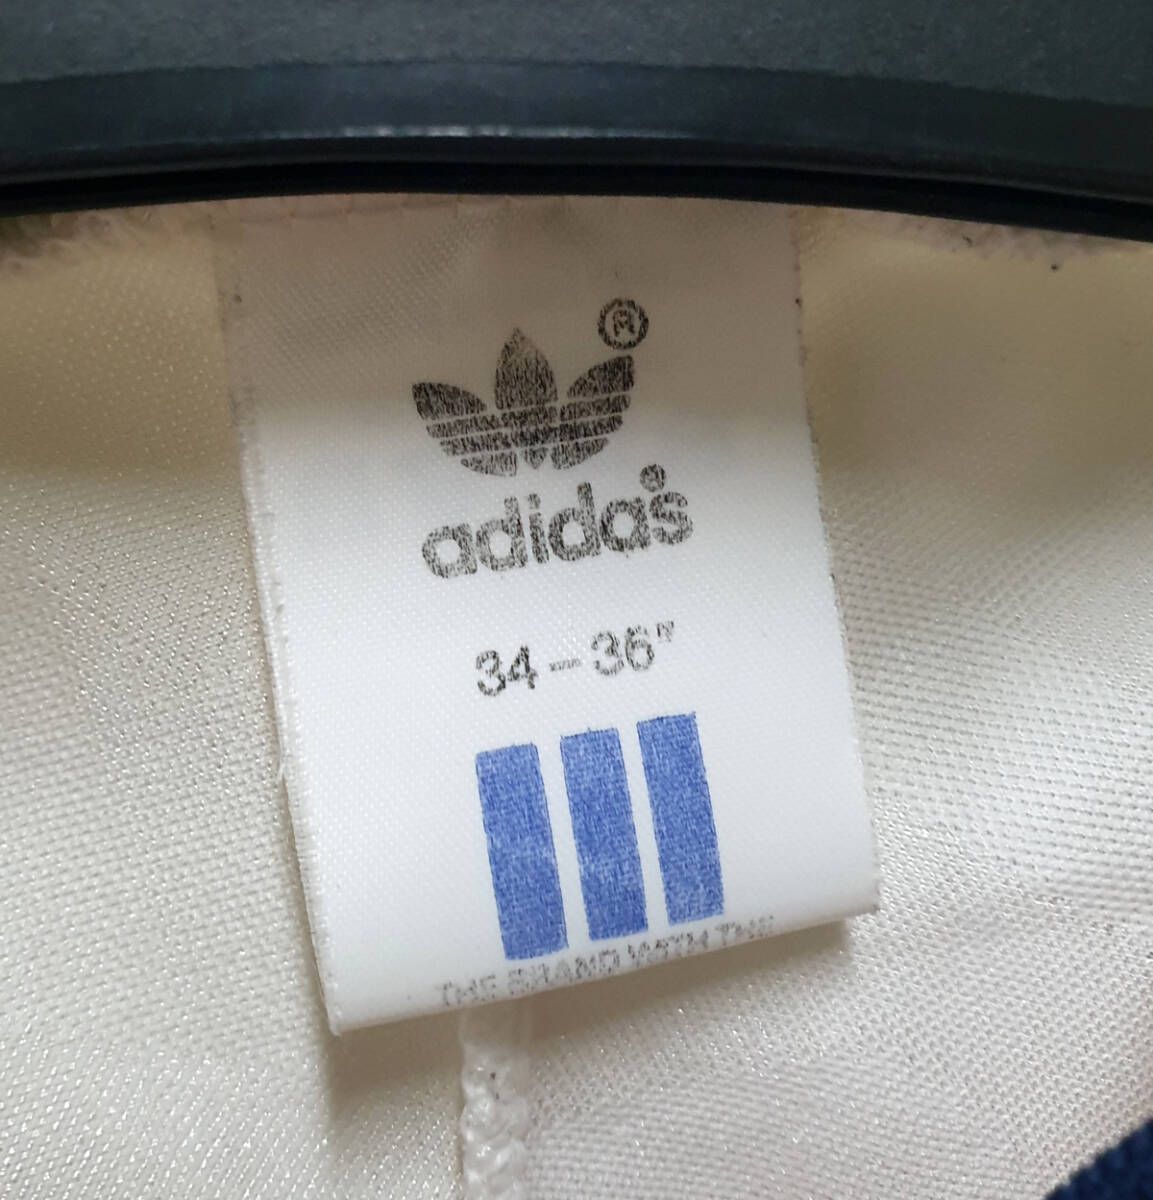 ®
adidas®
34-36"
THE BRAND WITH THE